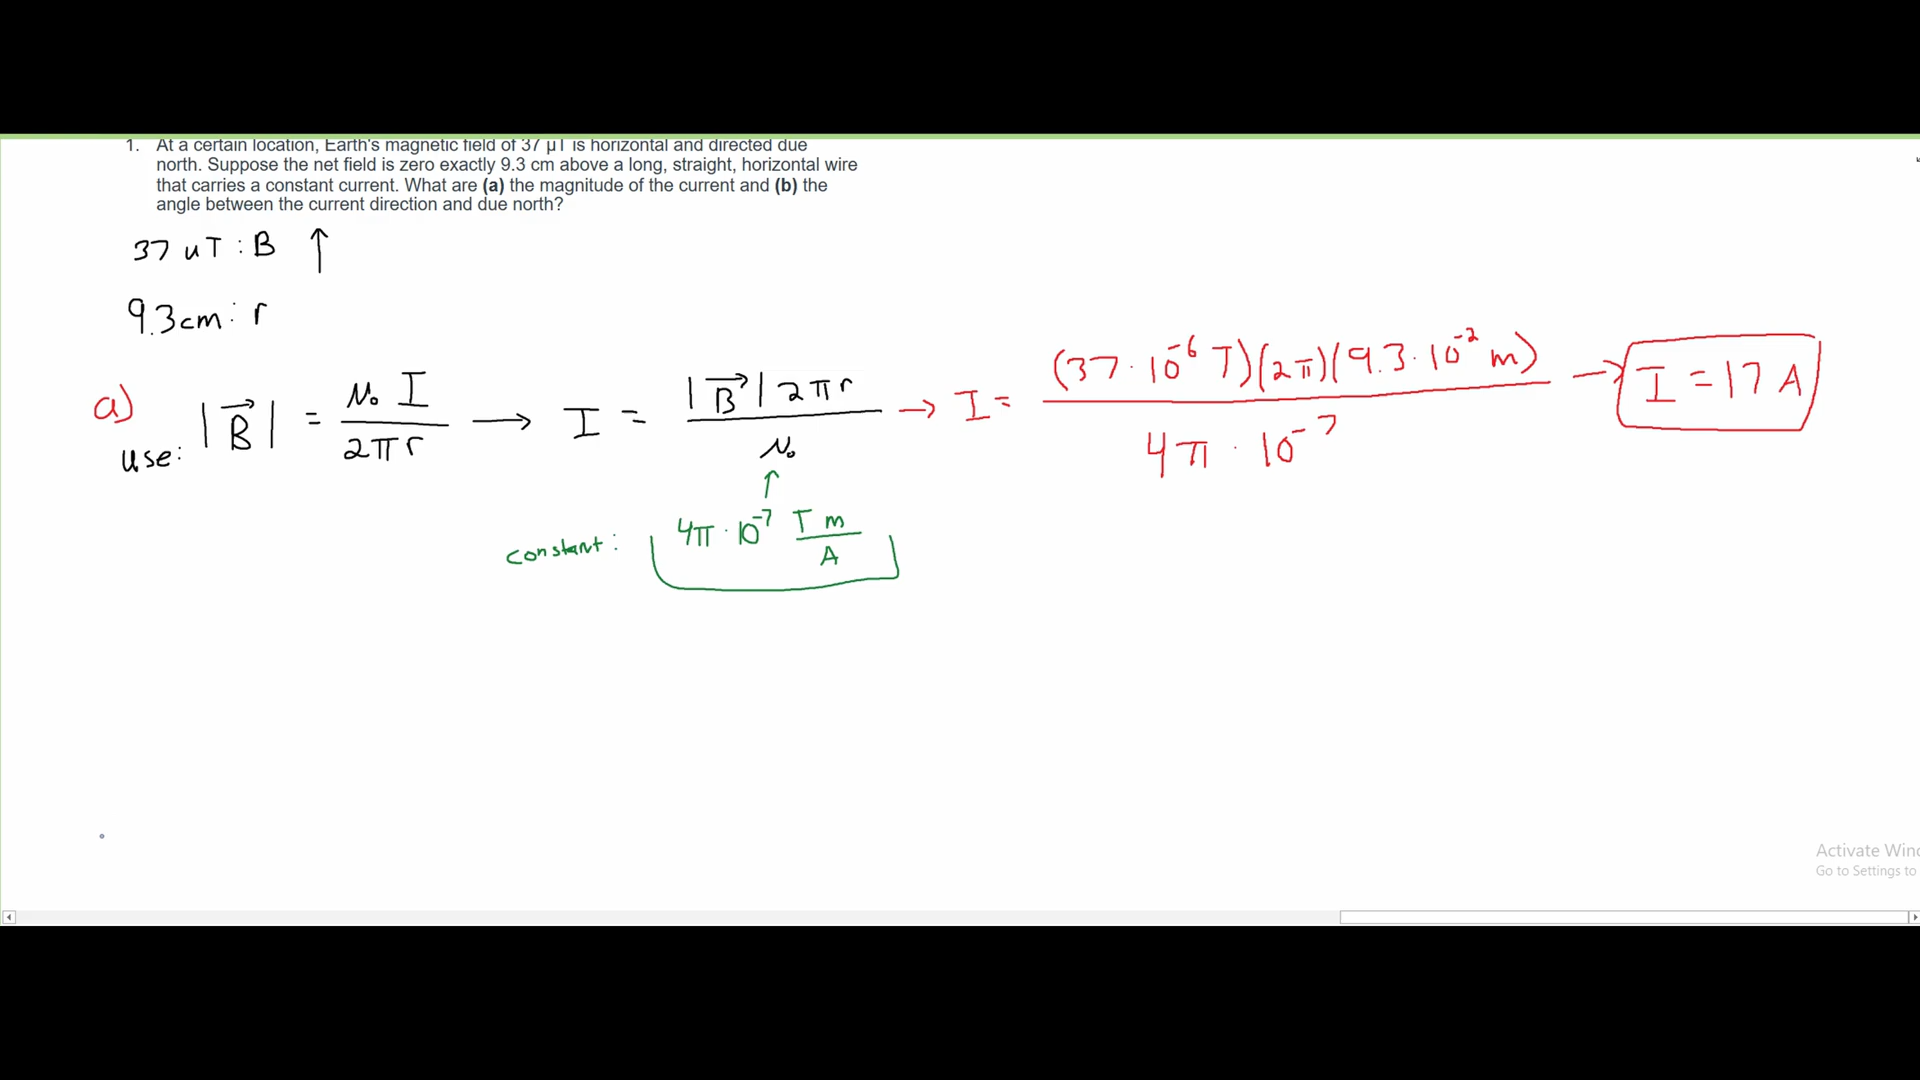 1. At a certain location, Earth's magnetic field of 37 µT is horizontal and directed due
north. Suppose the net field is zero exactly 9.3 cm above a long, straight, horizontal wire
that carries a constant current. What are (a) the magnitude of the current and (b) the
angle between the current direction and due north?
37 uT : B ↑
9.3cm : r
a)
use: |B⃗| = μ₀ I / 2πr → I = |B⃗| 2πr / μ₀ → I = (37 · 10⁻⁶ T)(2π)(9.3 · 10⁻² m) / 4π · 10⁻⁷ → I = 17 A
↑
constant: 4π · 10⁻⁷ T m / A
Activate Winc
Go to Settings to